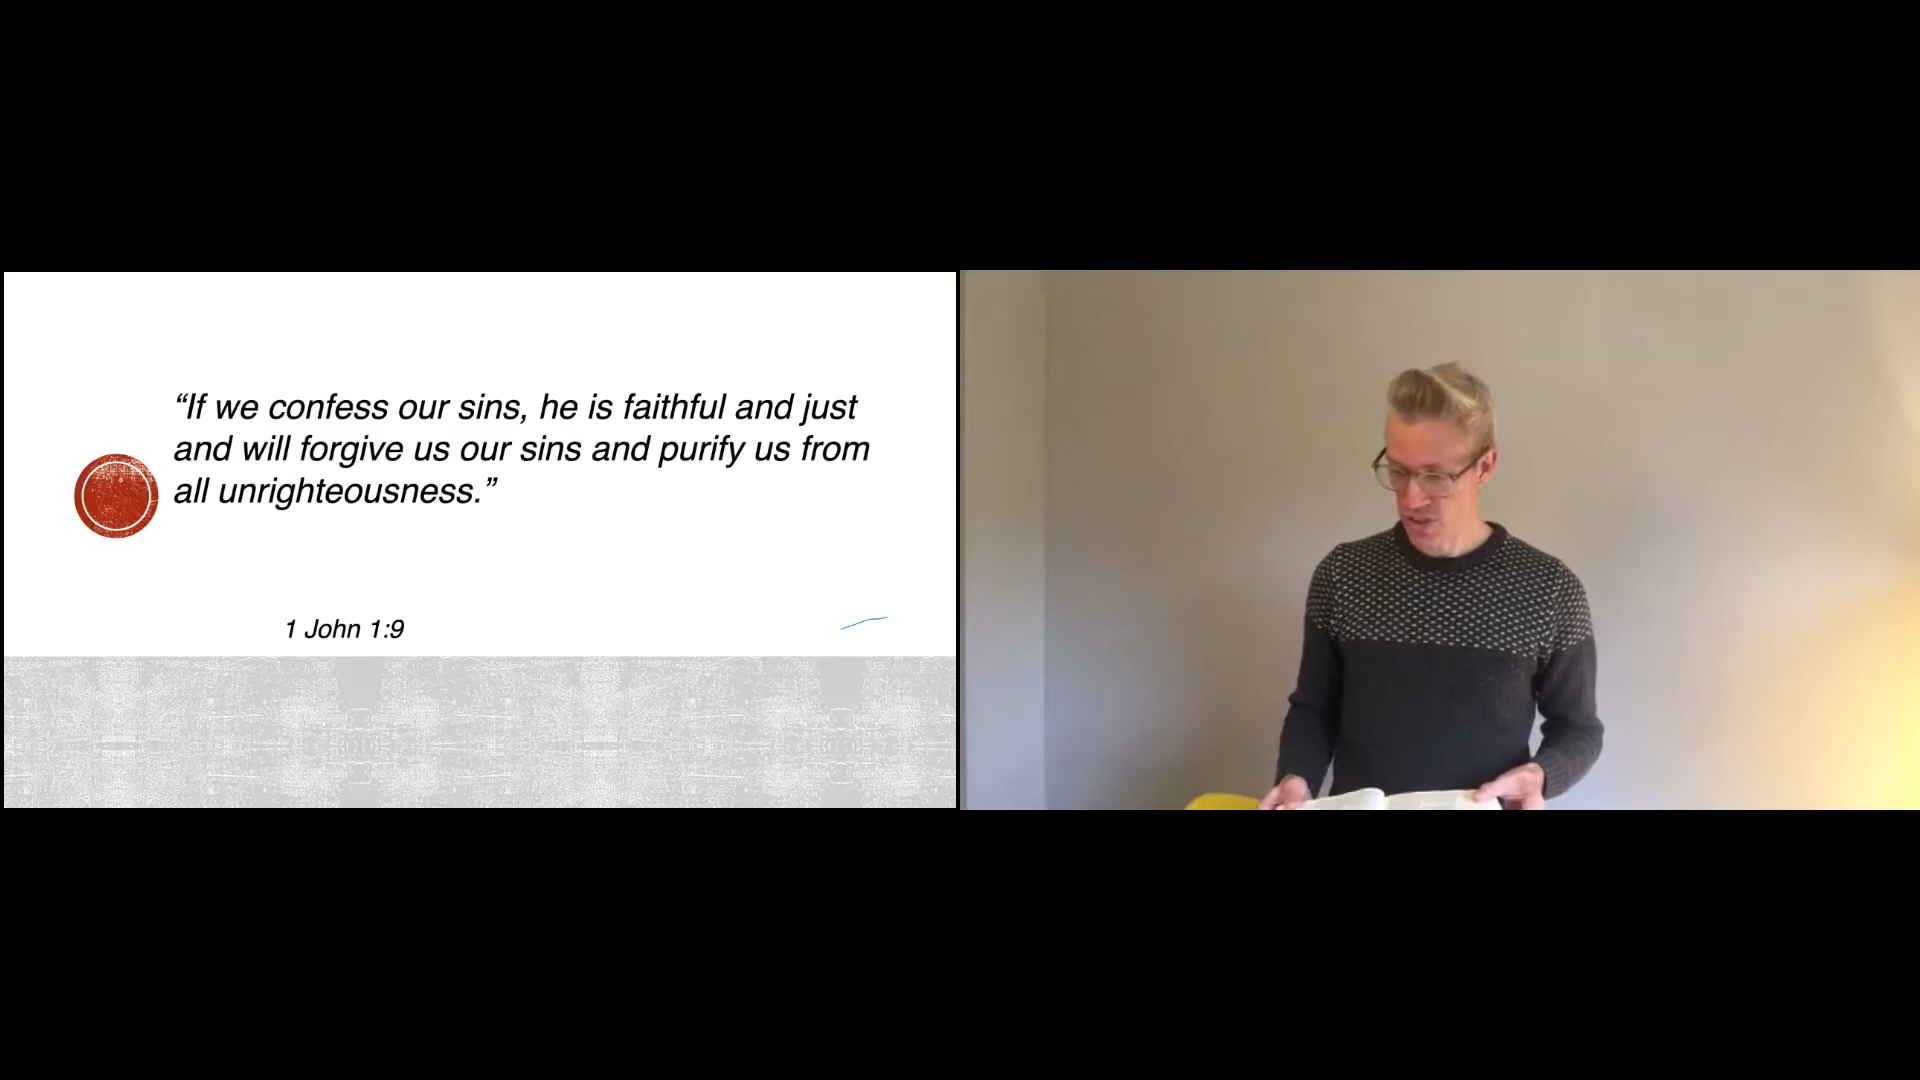 “If we confess our sins, he is faithful and just
and will forgive us our sins and purify us from
all unrighteousness.”
1 John 1:9